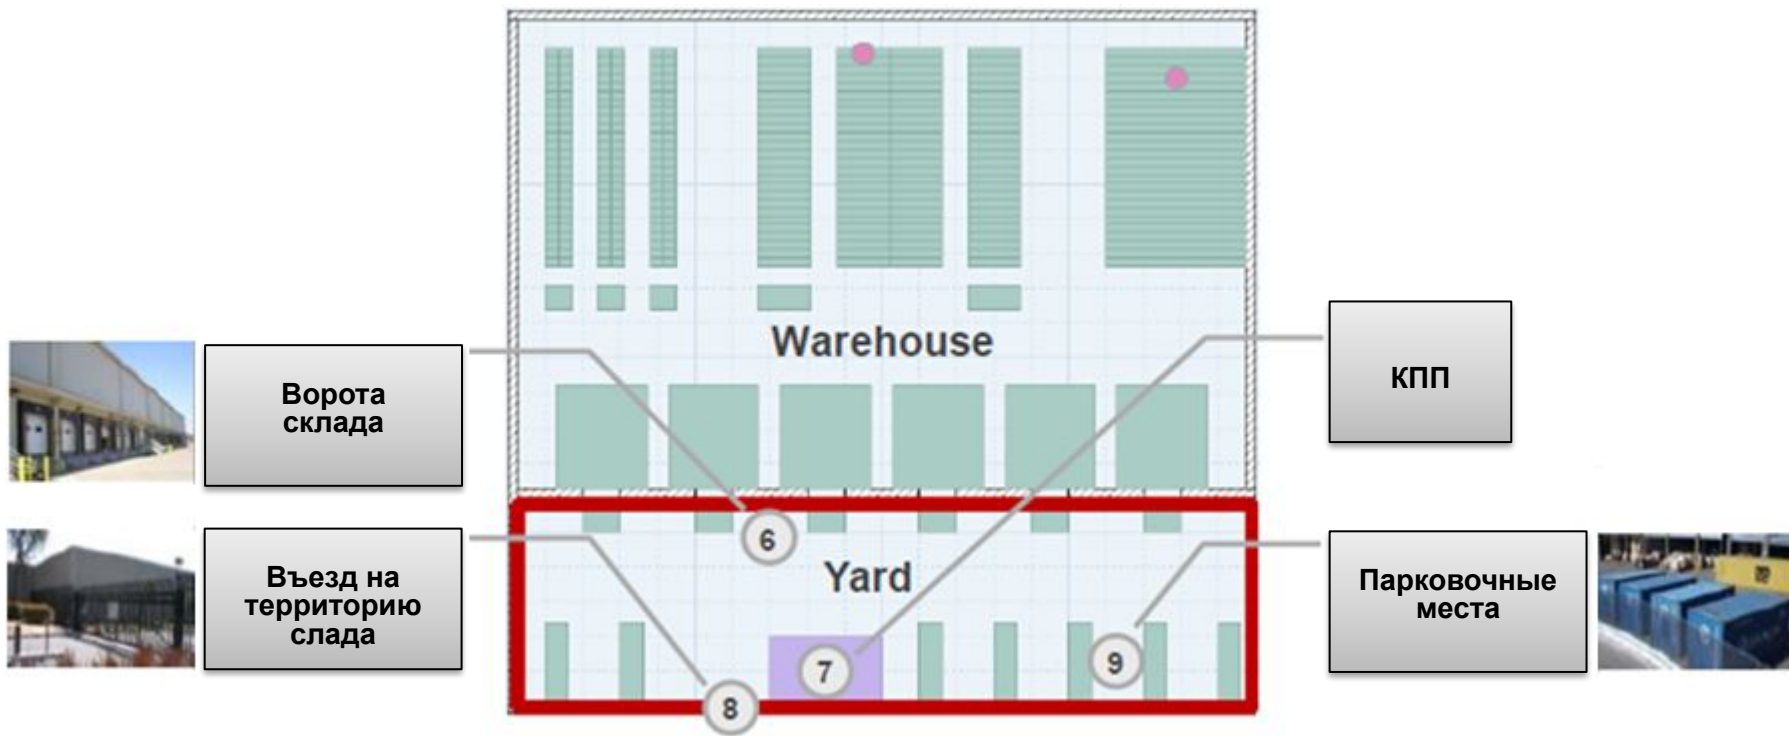 Warehouse
Ворота
склада
КПП
6
Yard
Въезд на
территорию
слада
Парковочные
места
7
9
8